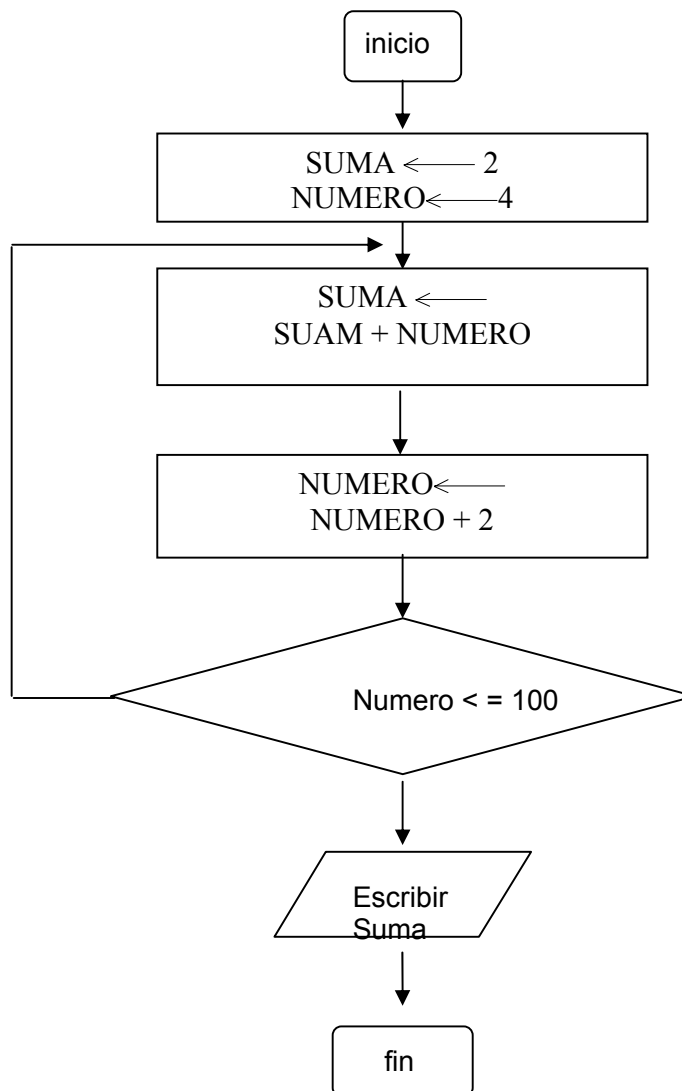 inicio
SUMA ← 2
NUMERO←4
SUMA ←
SUAM + NUMERO
NUMERO←
NUMERO + 2
Numero < = 100
Escribir
Suma
fin